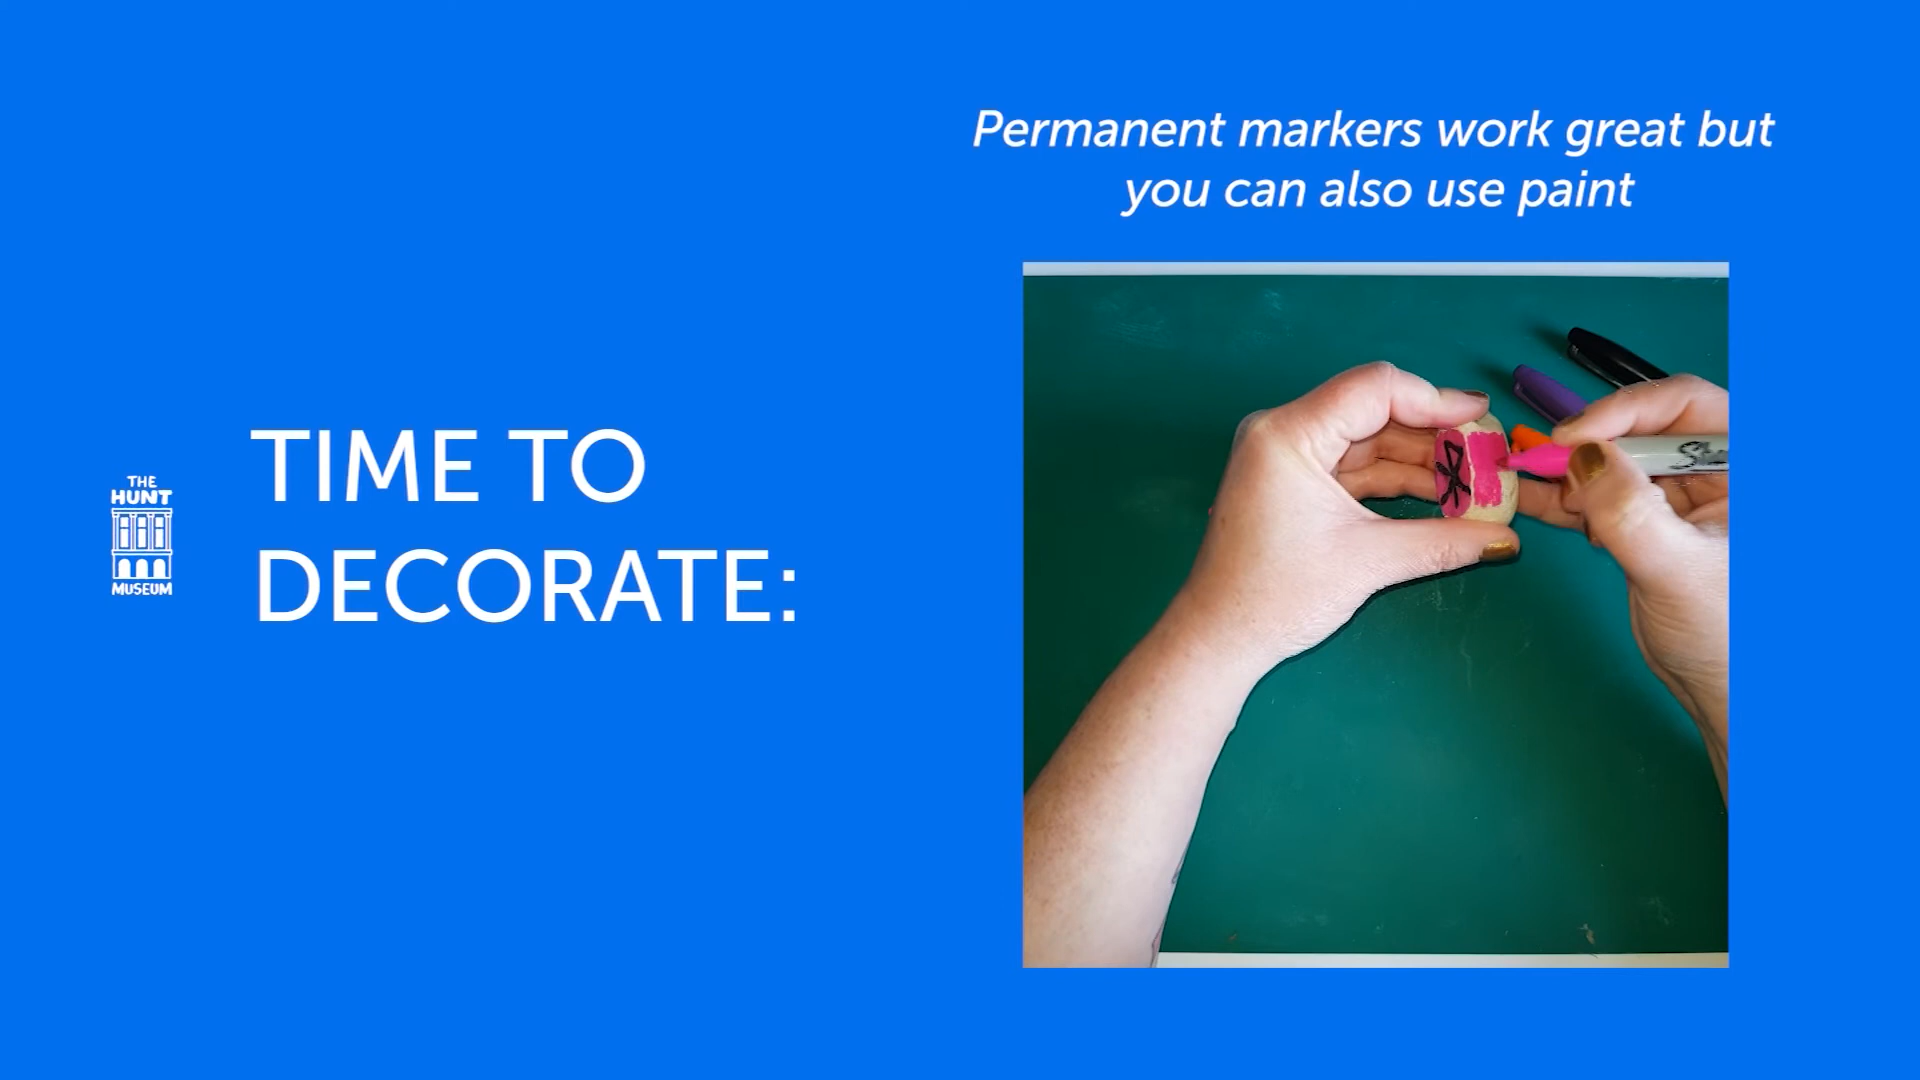 Permanent markers work great but
you can also use paint
TIME TO
DECORATE:
THE
HUNT
MUSEUM